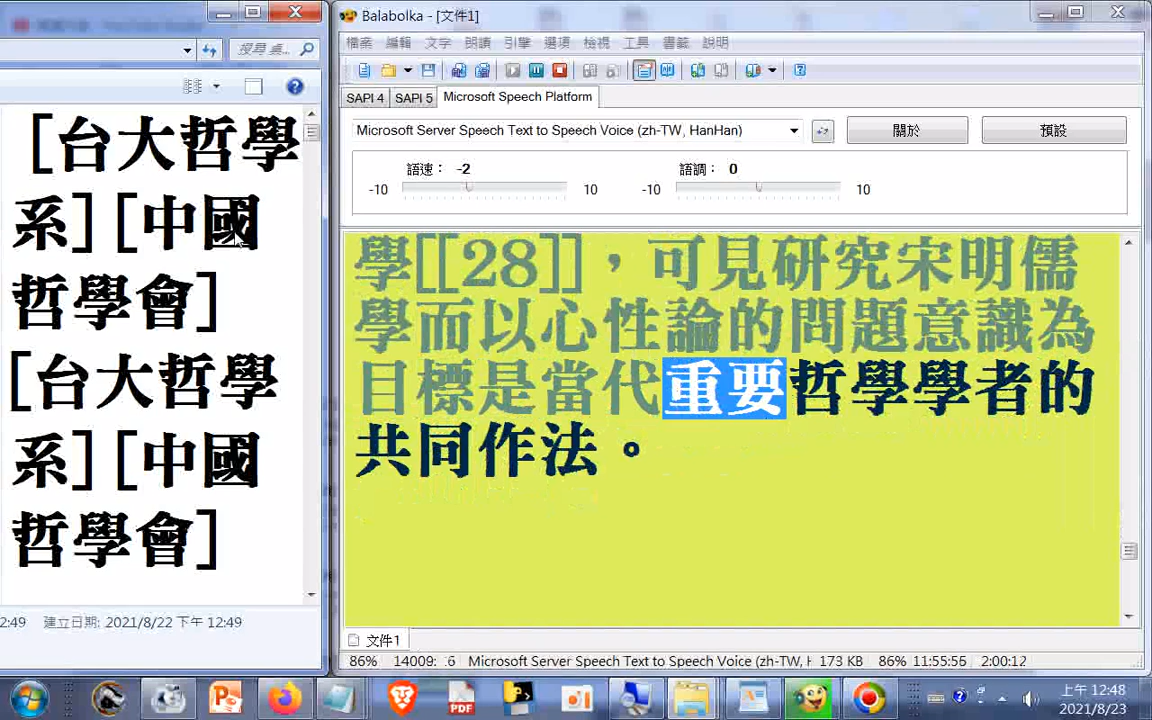 搜尋 桌...
[台大哲學
系] [中國
哲學會]
[台大哲學
系] [中國
哲學會]
2:49 建立日期: 2021/8/22 下午 12:49
Balabolka - [文件1]
檔案 編輯 文字 朗讀 引擎 選項 檢視 工具 書籤 說明
SAPI 4 SAPI 5 Microsoft Speech Platform
Microsoft Server Speech Text to Speech Voice (zh-TW, HanHan) 關於 預設
語速： -2 語調： 0
-10 10 -10 10
學[[28]]，可見研究宋明儒
學而以心性論的問題意識為
目標是當代重要哲學學者的
共同作法。
文件1
86% Microsoft Server Speech Text to Speech Voice (zh-TW, H 173 KB 86% 11:55:56 2:00:12
PDF
上午 12:48
2021/8/23